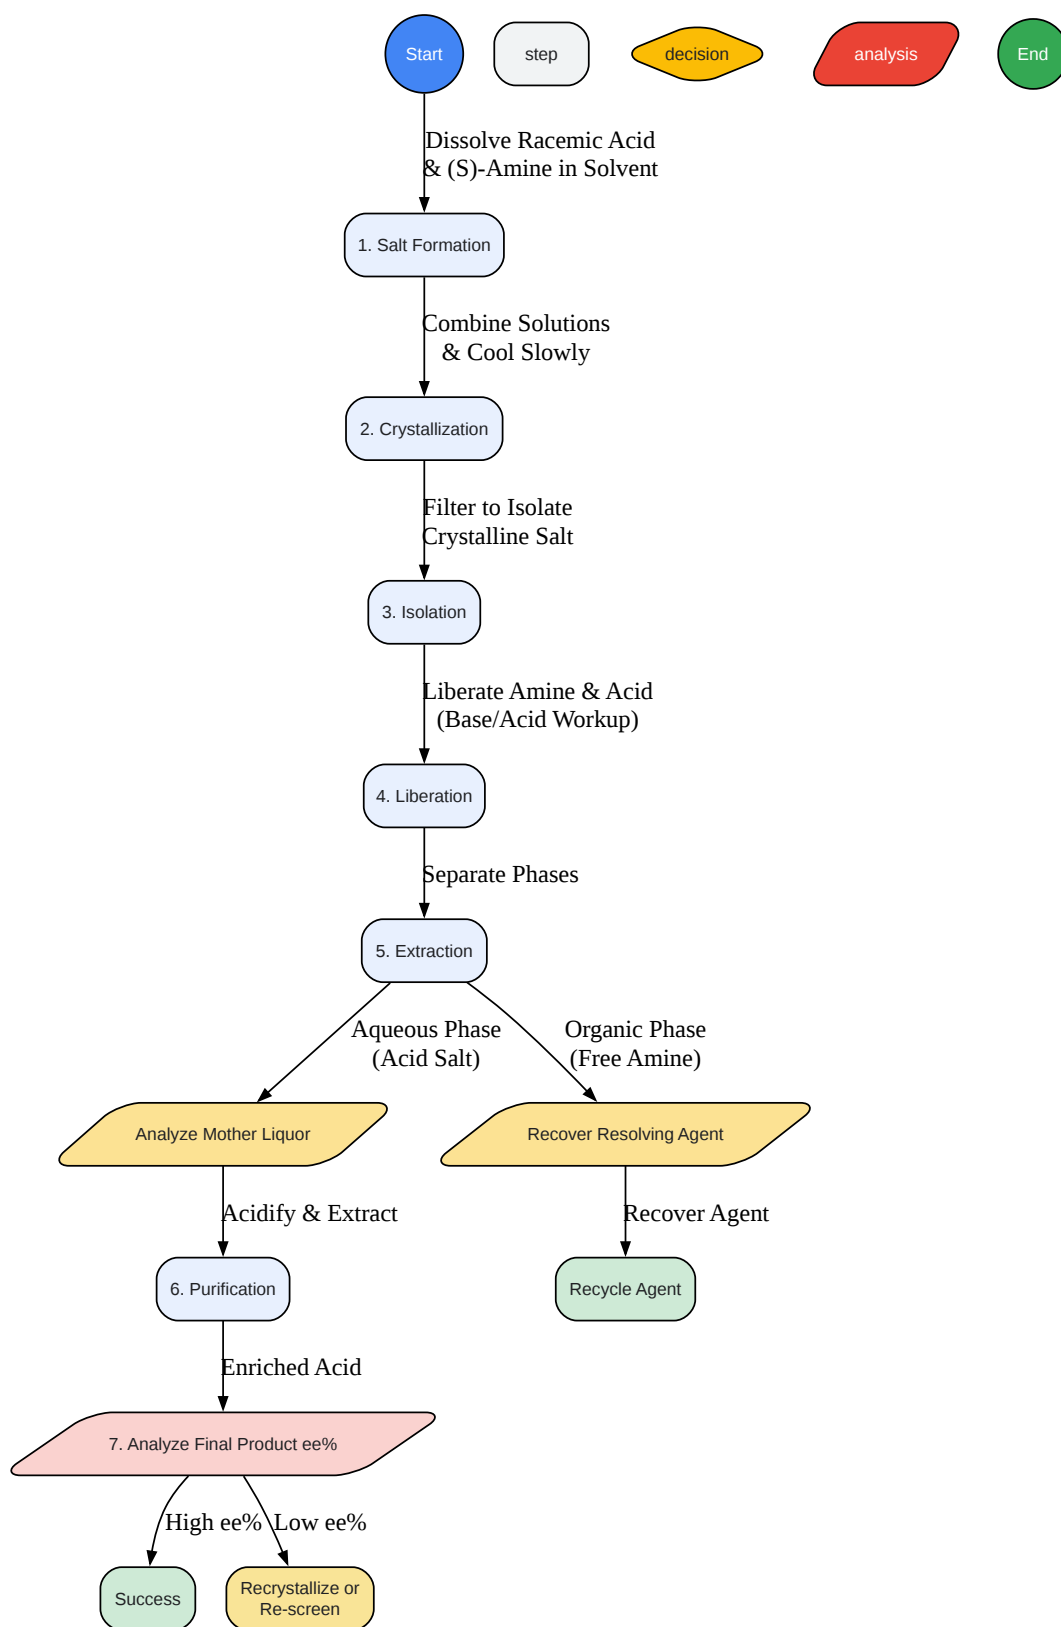 Start
step
decision
analysis
End
Dissolve Racemic Acid
& (S)-Amine in Solvent
1. Salt Formation
Combine Solutions
& Cool Slowly
2. Crystallization
Filter to Isolate
Crystalline Salt
3. Isolation
Liberate Amine & Acid
(Base/Acid Workup)
4. Liberation
Separate Phases
5. Extraction
Aqueous Phase
(Acid Salt)
Organic Phase
(Free Amine)
Analyze Mother Liquor
Recover Resolving Agent
Acidify & Extract
Recover Agent
6. Purification
Recycle Agent
Enriched Acid
7. Analyze Final Product ee%
High ee%
Low ee%
Success
Recrystallize or
Re-screen